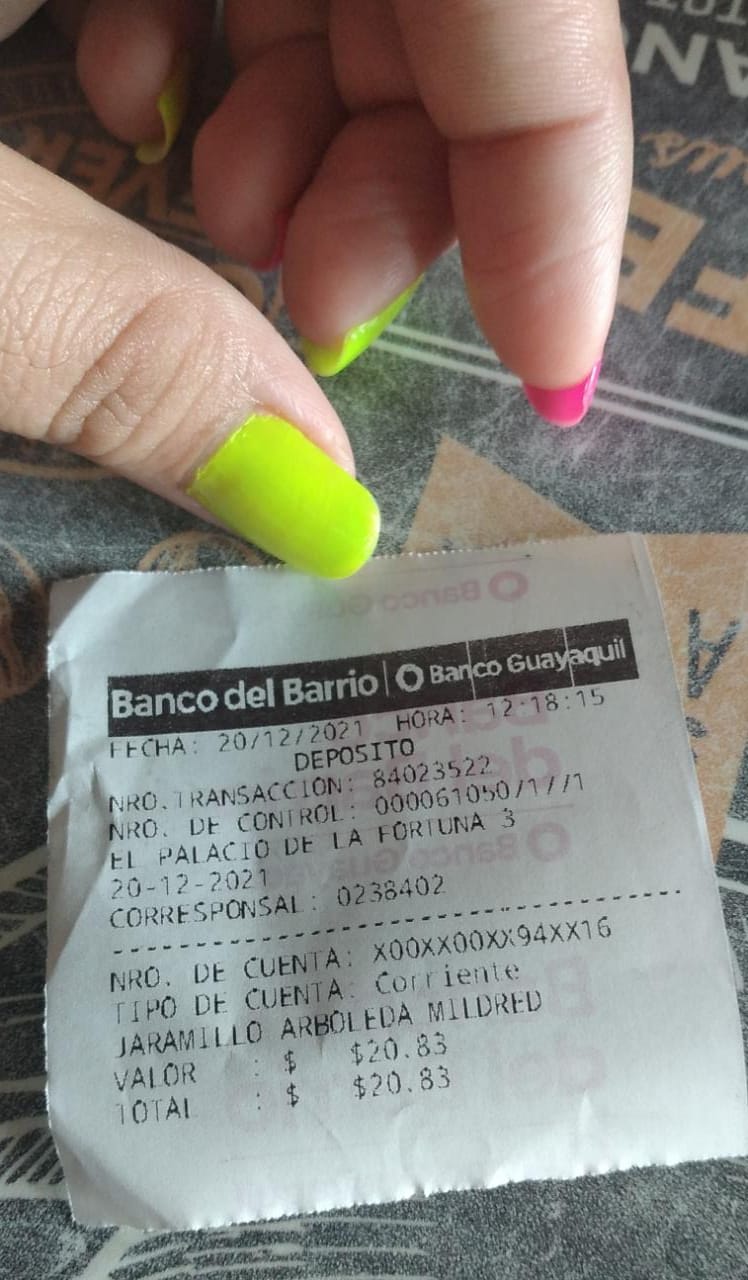 Banco del Barrio | Banco Guayaquil
FECHA: 20/12/2021 HORA: 12:18:15
DEPOSITO
NRO.TRANSACCION: 84023522
NRO. DE CONTROL: 000061050/1//1
EL PALACIO DE LA FORTUNA 3
20-12-2021
CORRESPONSAL: 0238402
NRO. DE CUENTA: X00XX00XX94XX16
TIPO DE CUENTA: Corriente
JARAMILLO ARBOLEDA MILDRED
VALOR : $ $20.83
TOTAL : $ $20.83